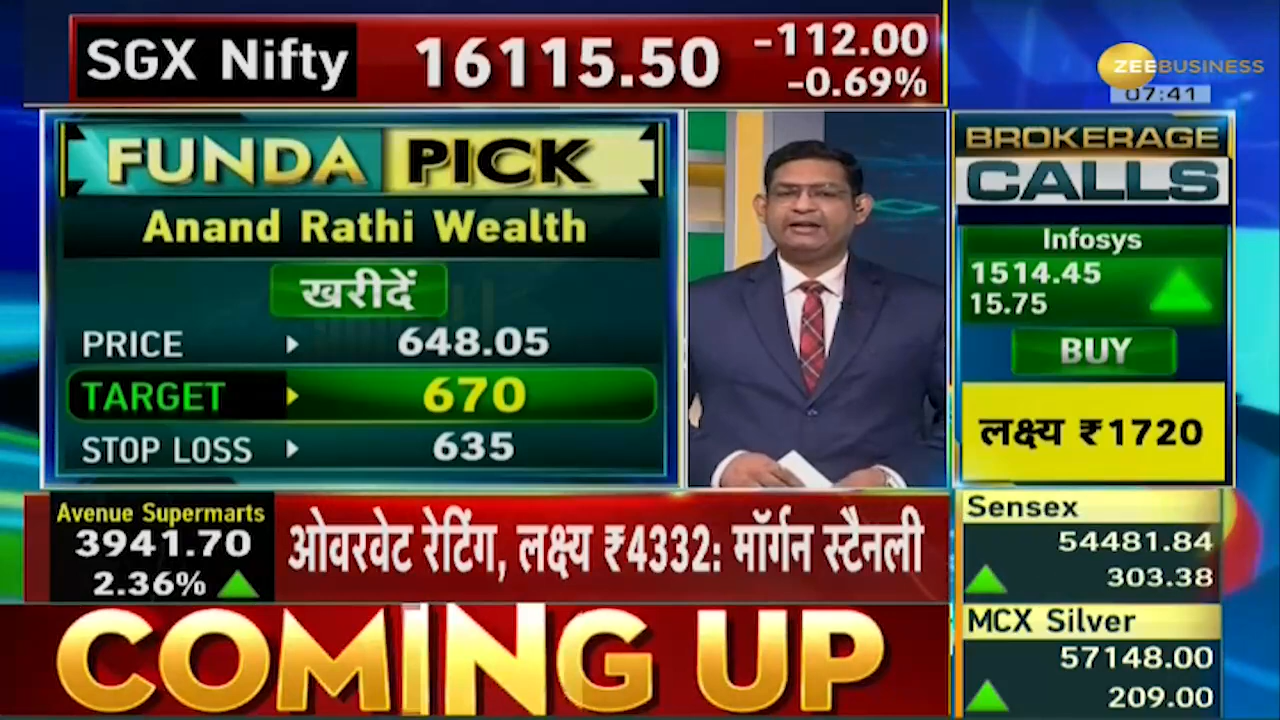 SGX Nifty 16115.50 -112.00
-0.69%
ZEEBUSINESS
07:41
FUNDA PICK
Anand Rathi Wealth
खरीदें
PRICE 648.05
TARGET 670
STOP LOSS 635
BROKERAGE
CALLS
Infosys
1514.45
15.75
BUY
लक्ष्य ₹1720
Avenue Supermarts
3941.70
2.36%
ओवरवेट रेटिंग, लक्ष्य ₹4332: मॉर्गन स्टैनली
Sensex
54481.84
303.38
MCX Silver
57148.00
209.00
COMING UP